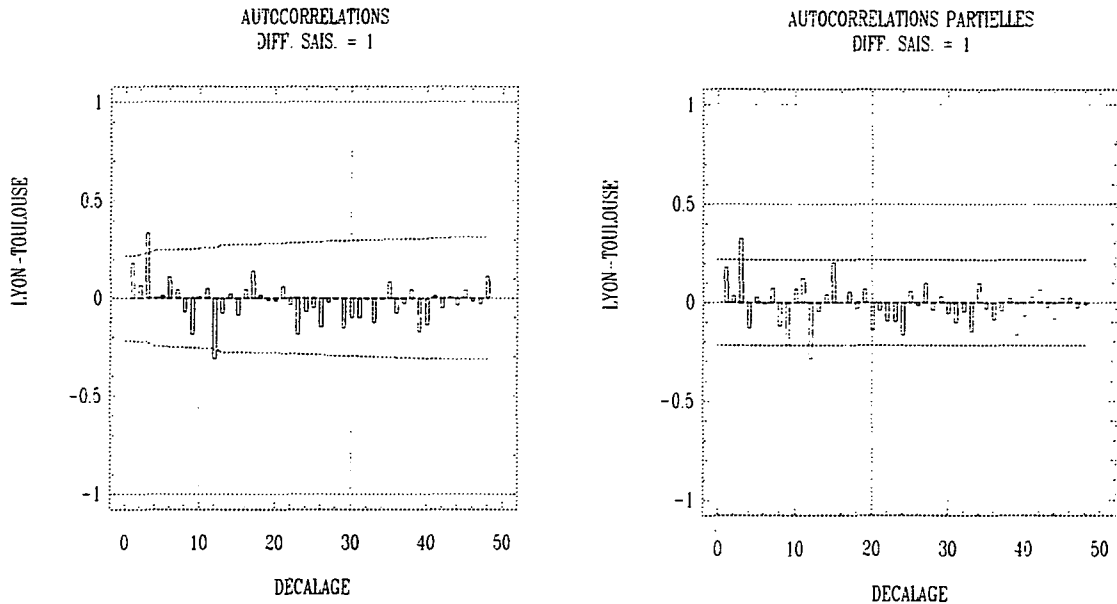 AUTOCORRELATIONS
DIFF. SAIS. = 1
LYON-TOULOUSE
1
0.5
0
-0.5
-1
0 10 20 30 40 50
DECALAGE
AUTOCORRELATIONS PARTIELLES
DIFF. SAIS. = 1
LYON-TOULOUSE
1
0.5
0
-0.5
-1
0 10 20 30 40 50
DECALAGE